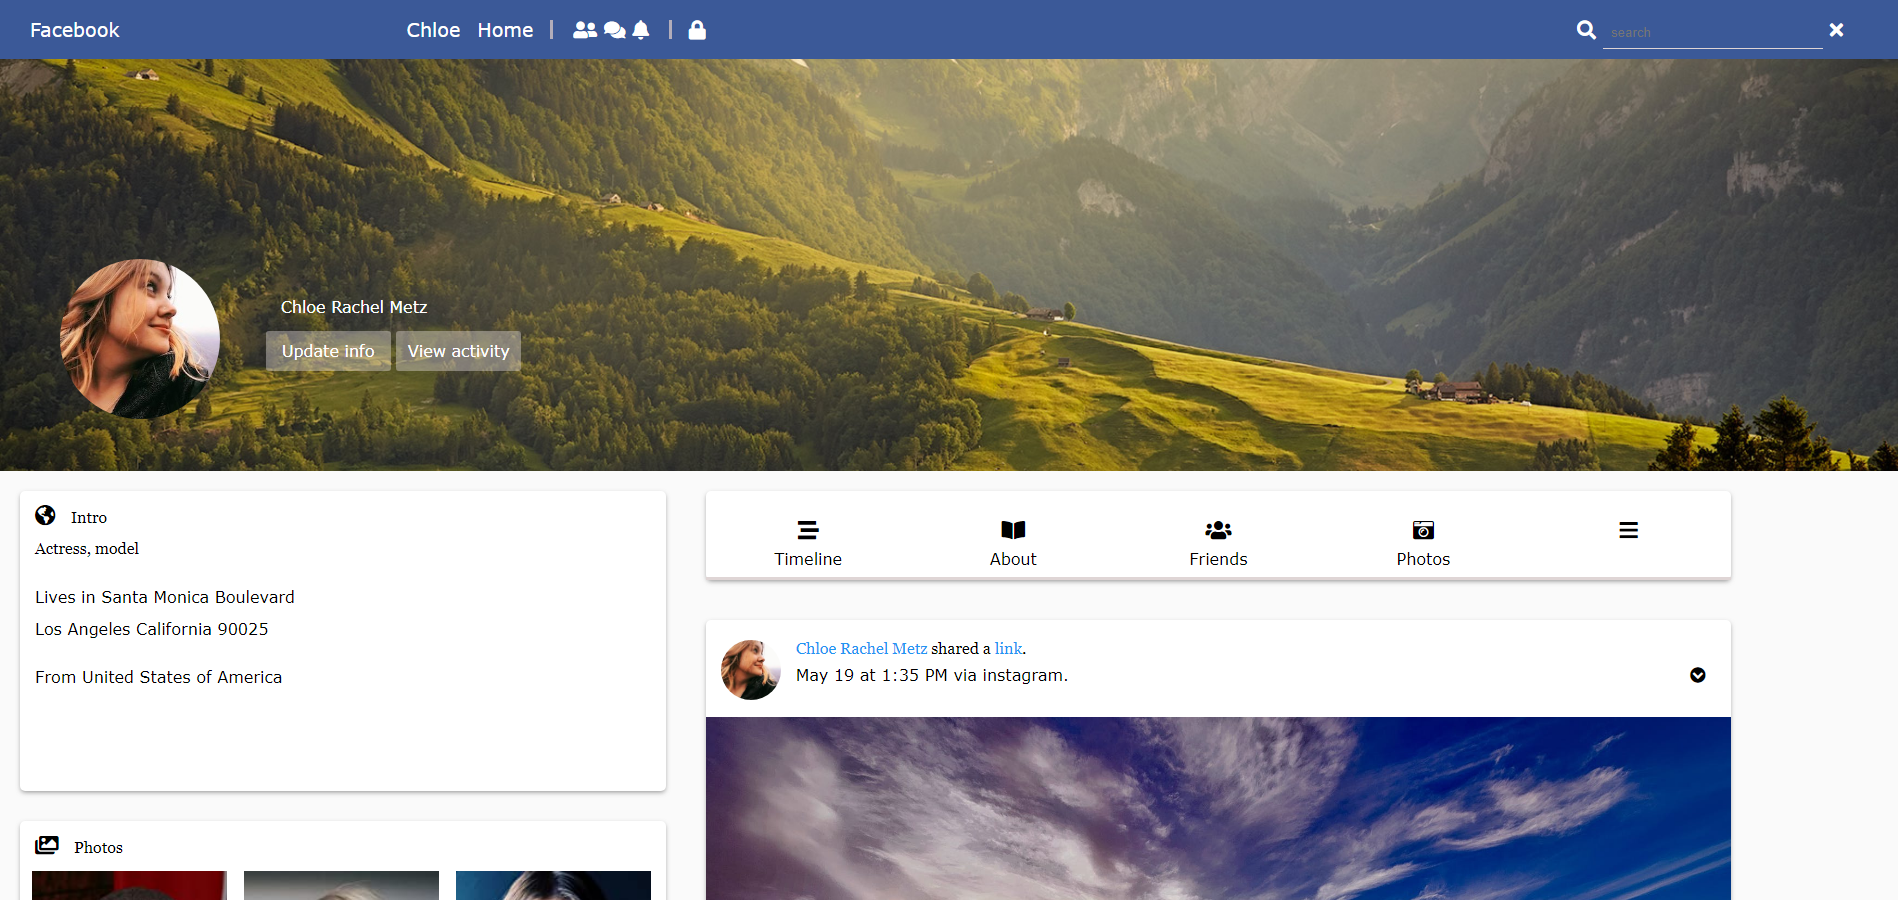 Facebook
Chloe Home
search
Chloe Rachel Metz
Update info View activity
Intro
Actress, model
Lives in Santa Monica Boulevard
Los Angeles California 90025
From United States of America
Photos
Timeline About Friends Photos
Chloe Rachel Metz shared a link.
May 19 at 1:35 PM via instagram.